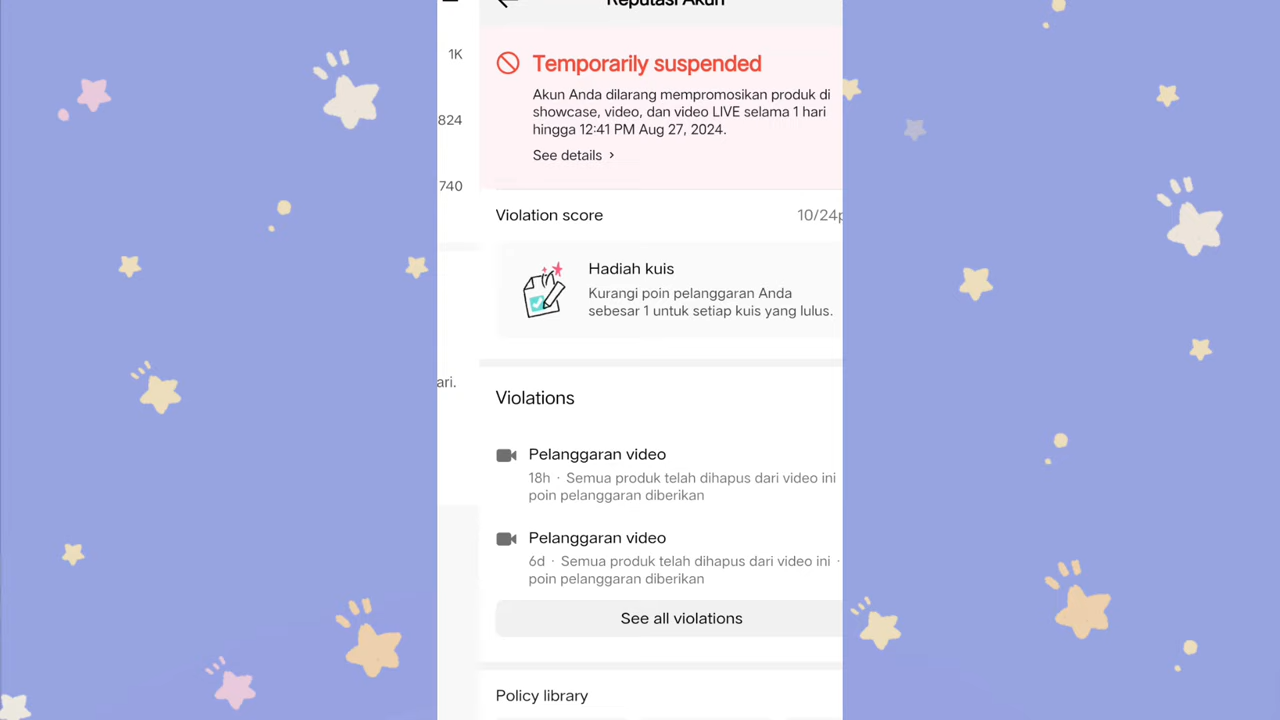 Reputasi Akun
1K
824
740
ari.
Temporarily suspended
Akun Anda dilarang mempromosikan produk di
showcase, video, dan video LIVE selama 1 hari
hingga 12:41 PM Aug 27, 2024.
See details >
Violation score 10/24p
Hadiah kuis
Kurangi poin pelanggaran Anda
sebesar 1 untuk setiap kuis yang lulus.
Violations
Pelanggaran video
18h · Semua produk telah dihapus dari video ini
poin pelanggaran diberikan
Pelanggaran video
6d · Semua produk telah dihapus dari video ini ·
poin pelanggaran diberikan
See all violations
Policy library